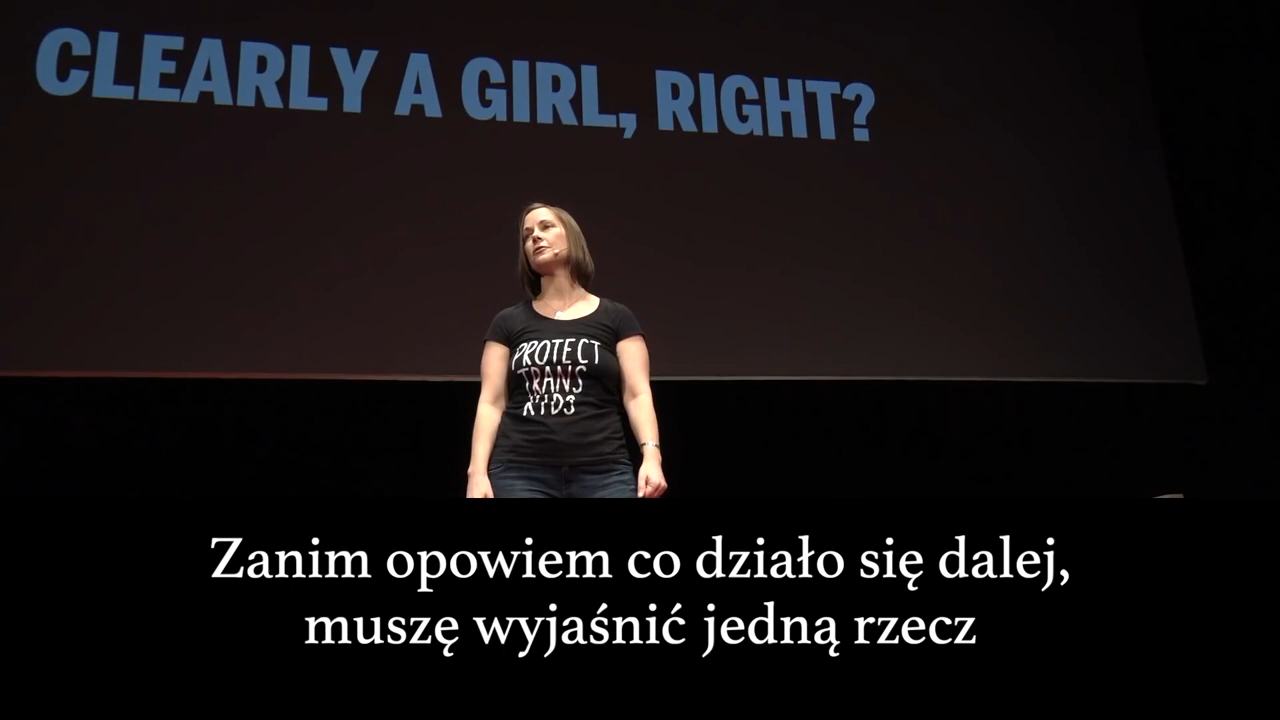 CLEARLY A GIRL, RIGHT?
PROTECT
TRANS
KIDS
Zanim opowiem co działo się dalej,
muszę wyjaśnić jedną rzecz